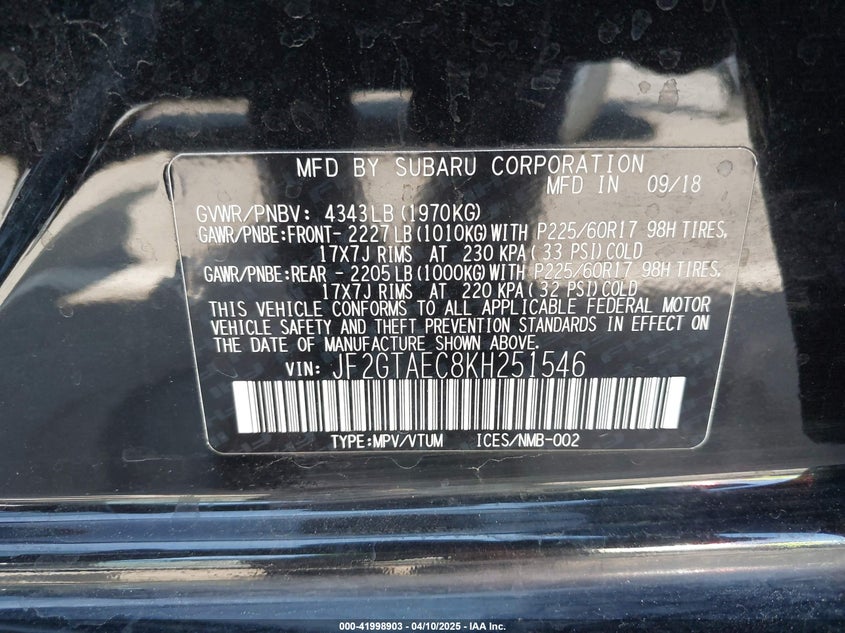 MFD BY SUBARU CORPORATION
MFD IN 09/18
GVWR/PNBV: 4343LB(1970KG)
GAWR/PNBE:FRONT- 2227LB(1010KG)WITH P225/60R17 98H TIRES,
17X7J RIMS AT 230 KPA(33 PSI)COLD
GAWR/PNBE:REAR - 2205LB(1000KG)WITH P225/60R17 98H TIRES,
17X7J RIMS AT 220 KPA(32 PSI)COLD
THIS VEHICLE CONFORMS TO ALL APPLICABLE FEDERAL MOTOR
VEHICLE SAFETY AND THEFT PREVENTION STANDARDS IN EFFECT ON
THE DATE OF MANUFACTURE SHOWN ABOVE.
VIN: JF2GTAEC8KH251546
TYPE:MPV/VTUM ICES/NMB-002
000-41998903 - 04/10/2025 - IAA Inc.